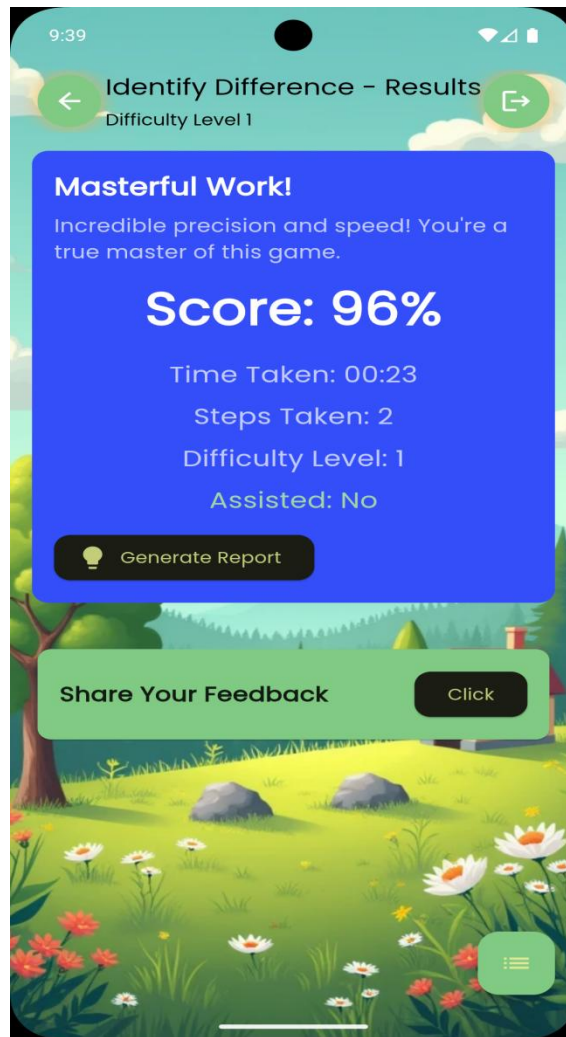 9:39
Identify Difference - Results
Difficulty Level 1
Masterful Work!
Incredible precision and speed! You're a
true master of this game.
Score: 96%
Time Taken: 00:23
Steps Taken: 2
Difficulty Level: 1
Assisted: No
Generate Report
Share Your Feedback
Click